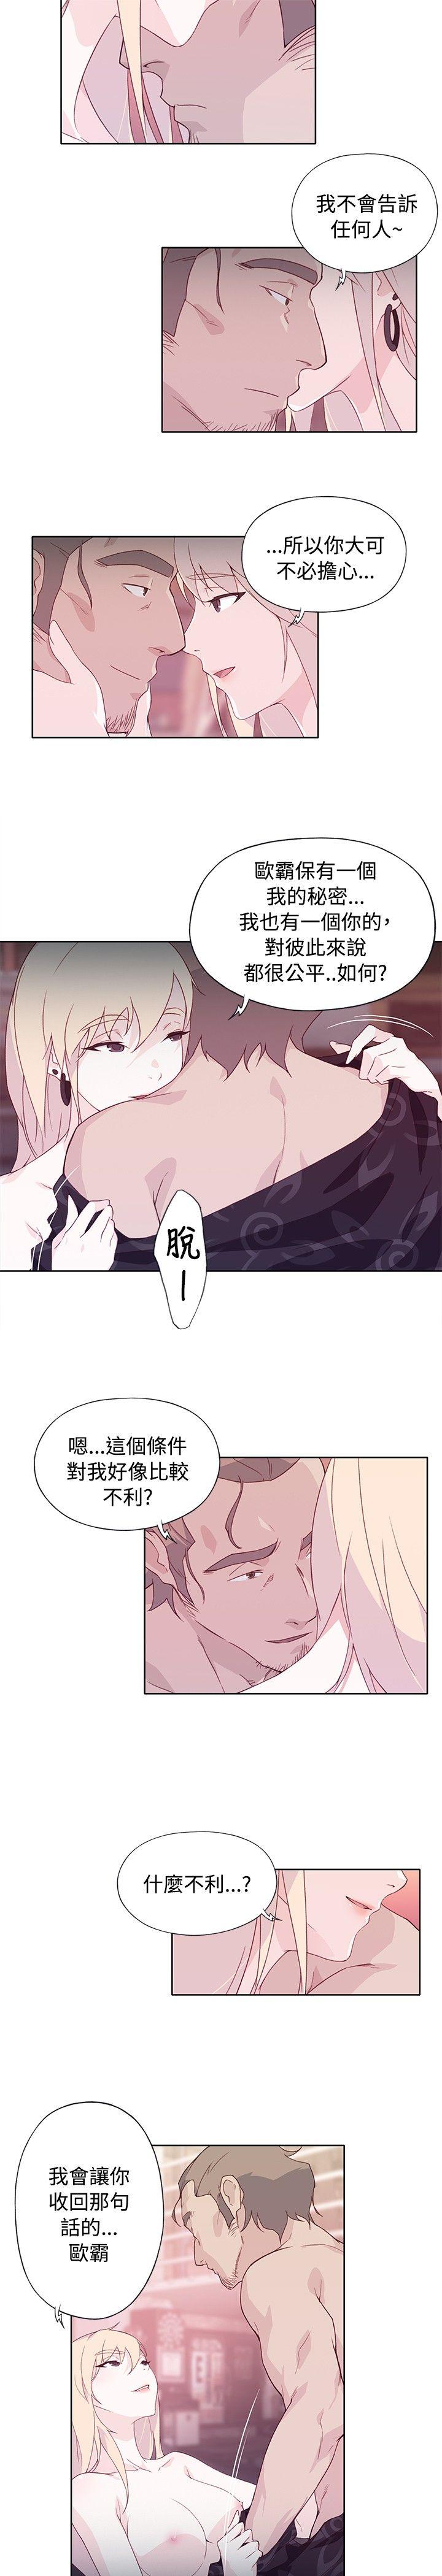 我不會告訴
任何人~
...所以你大可
不必擔心...
歐霸保有一個
我的秘密...
我也有一個你的,
對彼此來說
都很公平..如何?
脫ー
嗯...這個條件
對我好像比較
不利?
什麼不利...?
我會讓你
收回那句
話的...
歐霸